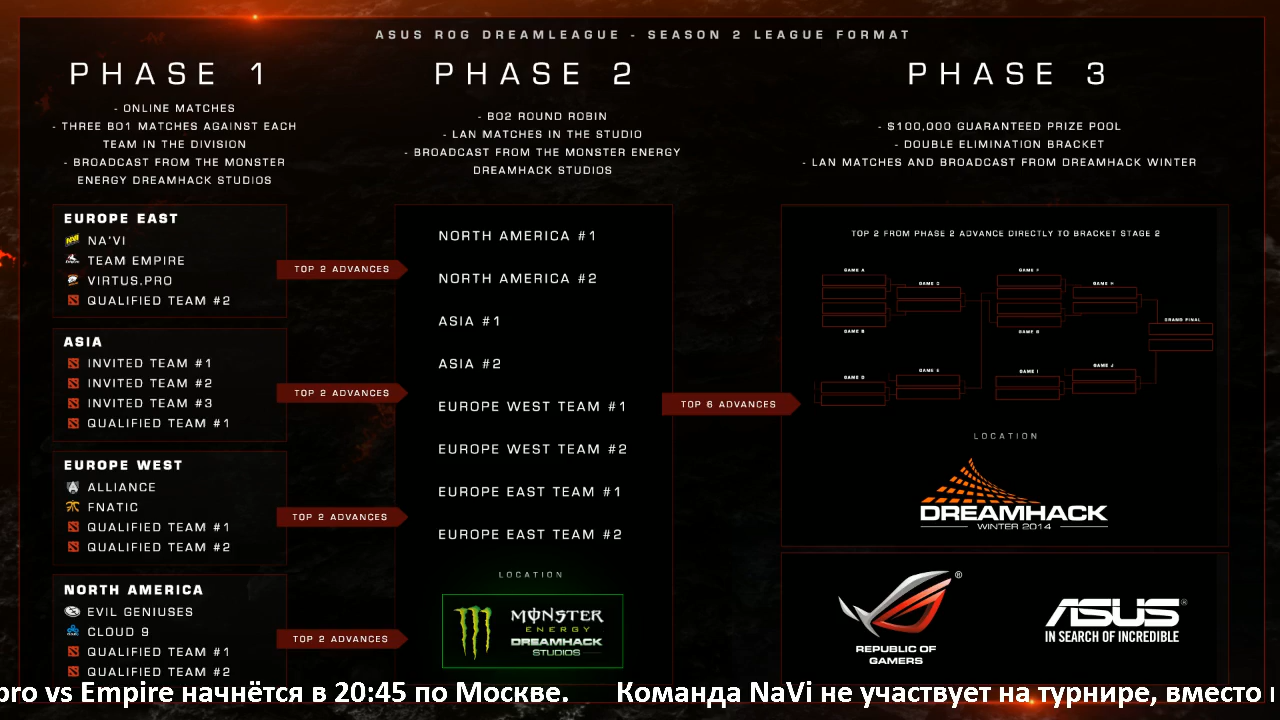 ASUS ROG DREAMLEAGUE - SEASON 2 LEAGUE FORMAT
PHASE 1
- ONLINE MATCHES
- THREE BO1 MATCHES AGAINST EACH
TEAM IN THE DIVISION
- BROADCAST FROM THE MONSTER
ENERGY DREAMHACK STUDIOS
EUROPE EAST
NA'VI
TEAM EMPIRE
VIRTUS.PRO
QUALIFIED TEAM #2
TOP 2 ADVANCES
ASIA
INVITED TEAM #1
INVITED TEAM #2
INVITED TEAM #3
QUALIFIED TEAM #1
TOP 2 ADVANCES
EUROPE WEST
ALLIANCE
FNATIC
QUALIFIED TEAM #1
QUALIFIED TEAM #2
TOP 2 ADVANCES
NORTH AMERICA
EVIL GENIUSES
CLOUD 9
QUALIFIED TEAM #1
QUALIFIED TEAM #2
TOP 2 ADVANCES
PHASE 2
- BO2 ROUND ROBIN
- LAN MATCHES IN THE STUDIO
- BROADCAST FROM THE MONSTER ENERGY
DREAMHACK STUDIOS
NORTH AMERICA #1
NORTH AMERICA #2
ASIA #1
ASIA #2
EUROPE WEST TEAM #1
EUROPE WEST TEAM #2
EUROPE EAST TEAM #1
EUROPE EAST TEAM #2
LOCATION
MONSTER
ENERGY
DREAMHACK
STUDIOS
TOP 6 ADVANCES
PHASE 3
- $100,000 GUARANTEED PRIZE POOL
- DOUBLE ELIMINATION BRACKET
- LAN MATCHES AND BROADCAST FROM DREAMHACK WINTER
TOP 2 FROM PHASE 2 ADVANCE DIRECTLY TO BRACKET STAGE 2
GAME A
GAME C
GAME B
GAME D
GAME E
GAME F
GAME H
GAME G
GAME I
GAME J
GRAND FINAL
LOCATION
DREAMHACK
WINTER 2014
REPUBLIC OF
GAMERS
ASUS
IN SEARCH OF INCREDIBLE
pro vs Empire начнётся в 20:45 по Москве. Команда NaVi не участвует на турнире, вместо